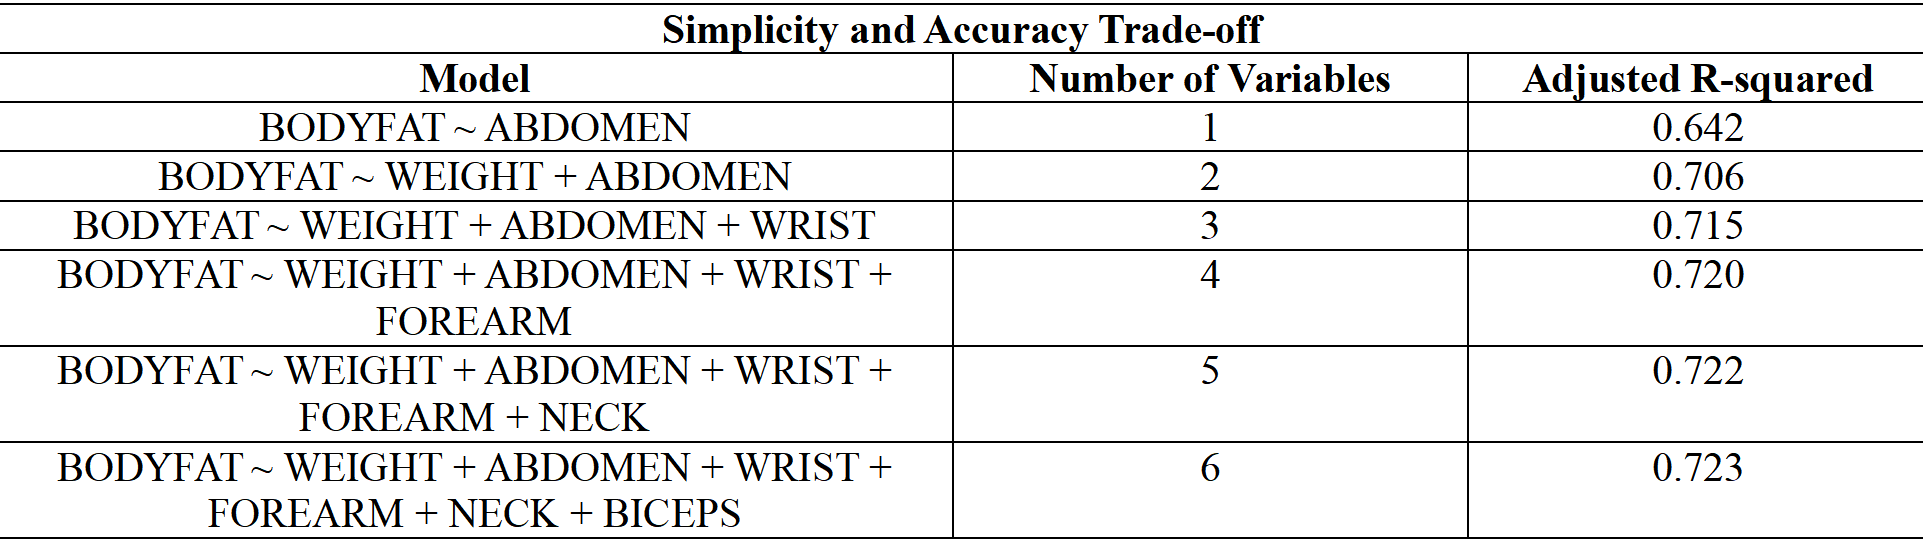 Simplicity and Accuracy Trade-off
Model Number of Variables Adjusted R-squared
BODYFAT ~ ABDOMEN 1 0.642
BODYFAT ~ WEIGHT + ABDOMEN 2 0.706
BODYFAT ~ WEIGHT + ABDOMEN + WRIST 3 0.715
BODYFAT ~ WEIGHT + ABDOMEN + WRIST + 4 0.720
FOREARM
BODYFAT ~ WEIGHT + ABDOMEN + WRIST + 5 0.722
FOREARM + NECK
BODYFAT ~ WEIGHT + ABDOMEN + WRIST + 6 0.723
FOREARM + NECK + BICEPS